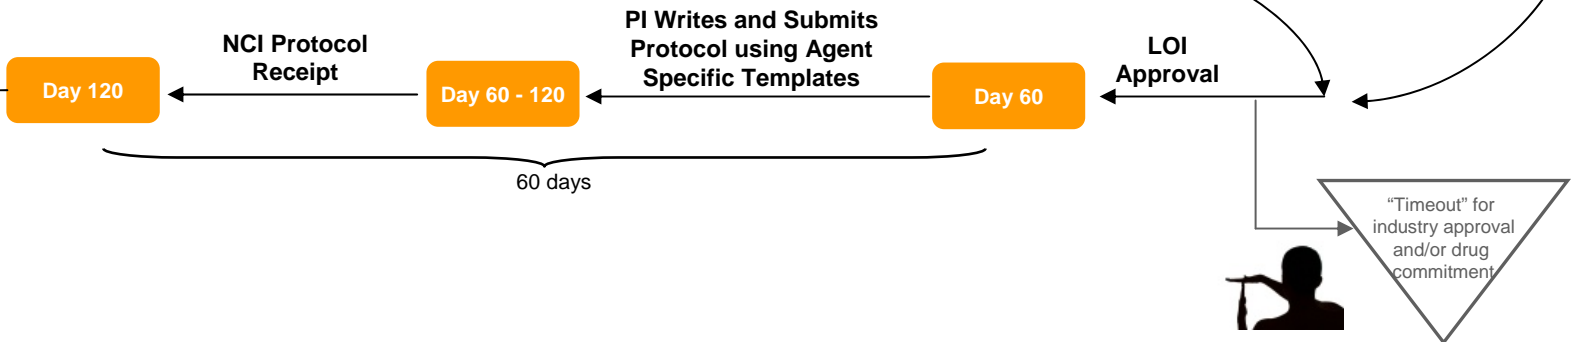 PI Writes and Submits
Protocol using Agent
Specific Templates
NCI Protocol
Receipt
LOI
Approval
Day 120
Day 60 - 120
Day 60
60 days
“Timeout” for
industry approval
and/or drug
commitment